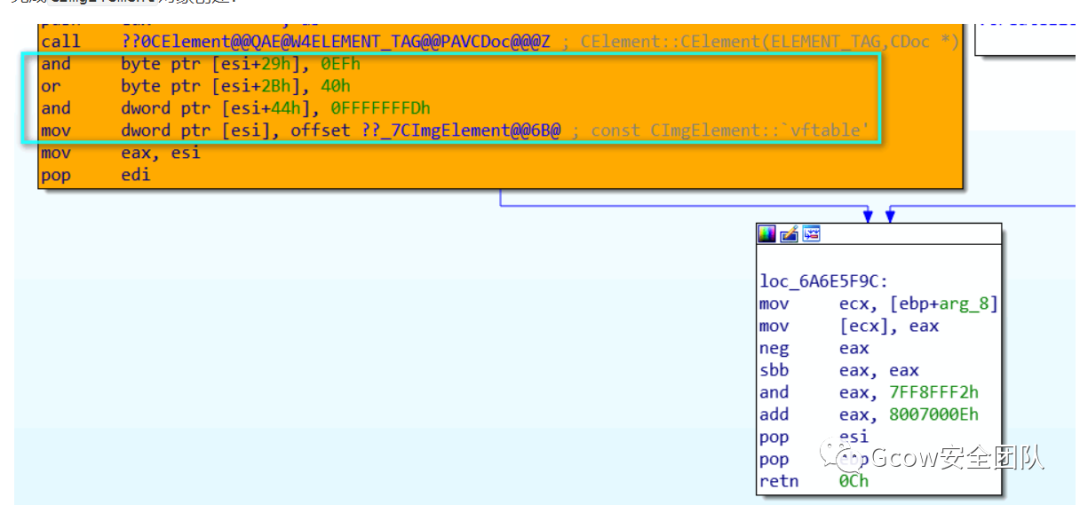 call ??0CElement@@QAE@W4ELEMENT_TAG@@PAVCDoc@@@Z ; CElement::CElement(ELEMENT_TAG,CDoc *)
and byte ptr [esi+29h], 0EFh
or byte ptr [esi+2Bh], 40h
and dword ptr [esi+44h], 0FFFFFFFDh
mov dword ptr [esi], offset ??_7CImgElement@@6B@ ; const CImgElement::`vftable'
mov eax, esi
pop edi
loc_6A6E5F9C:
mov ecx, [ebp+arg_8]
mov [ecx], eax
neg eax
sbb eax, eax
and eax, 7FF8FFF2h
add eax, 8007000Eh
pop esi
pop ebp
retn 0Ch
Gcow安全团队